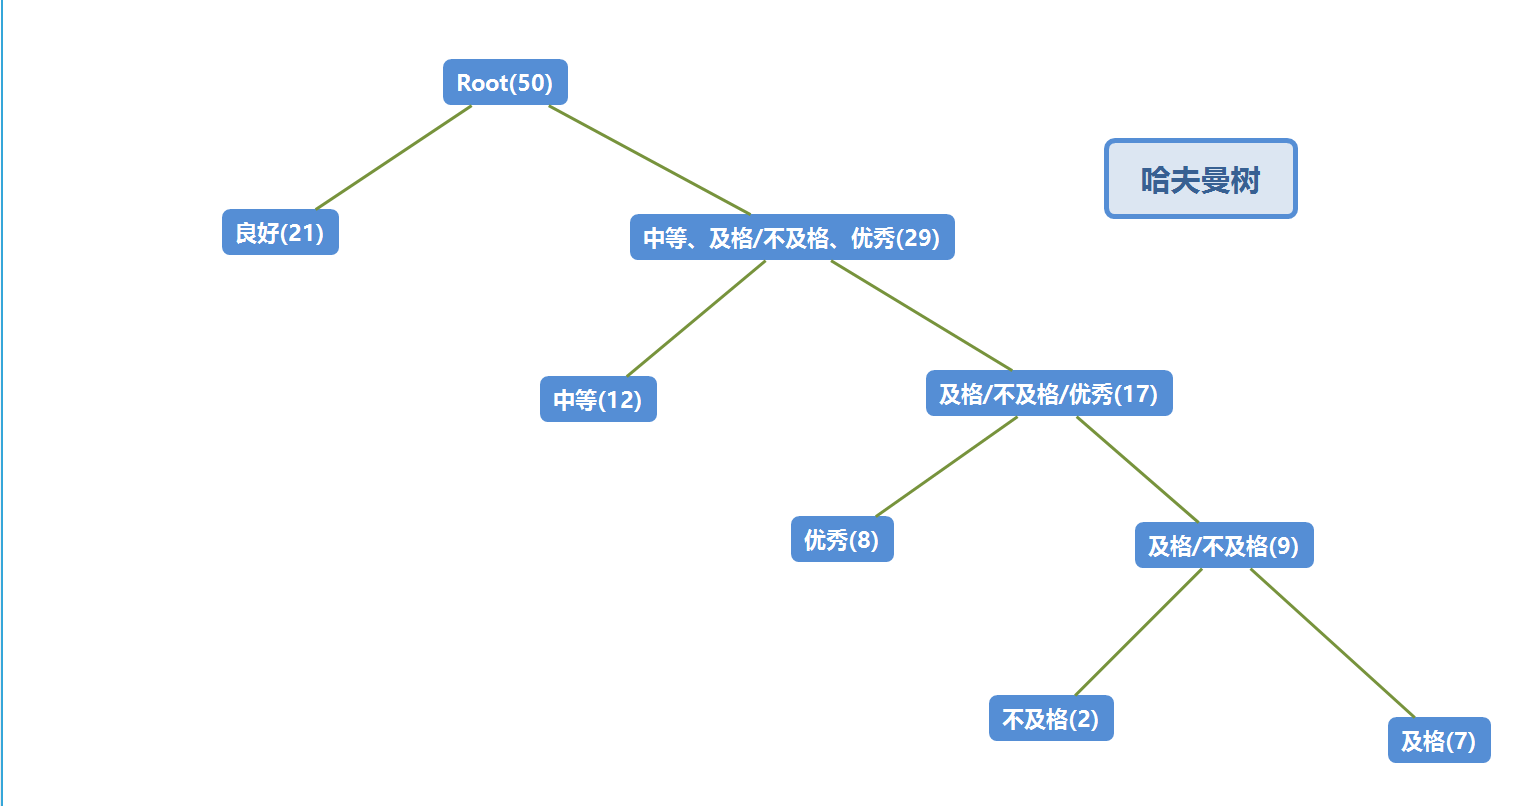 Root(50)
哈夫曼树
良好(21)
中等、及格/不及格、优秀(29)
中等(12)
及格/不及格/优秀(17)
优秀(8)
及格/不及格(9)
不及格(2)
及格(7)